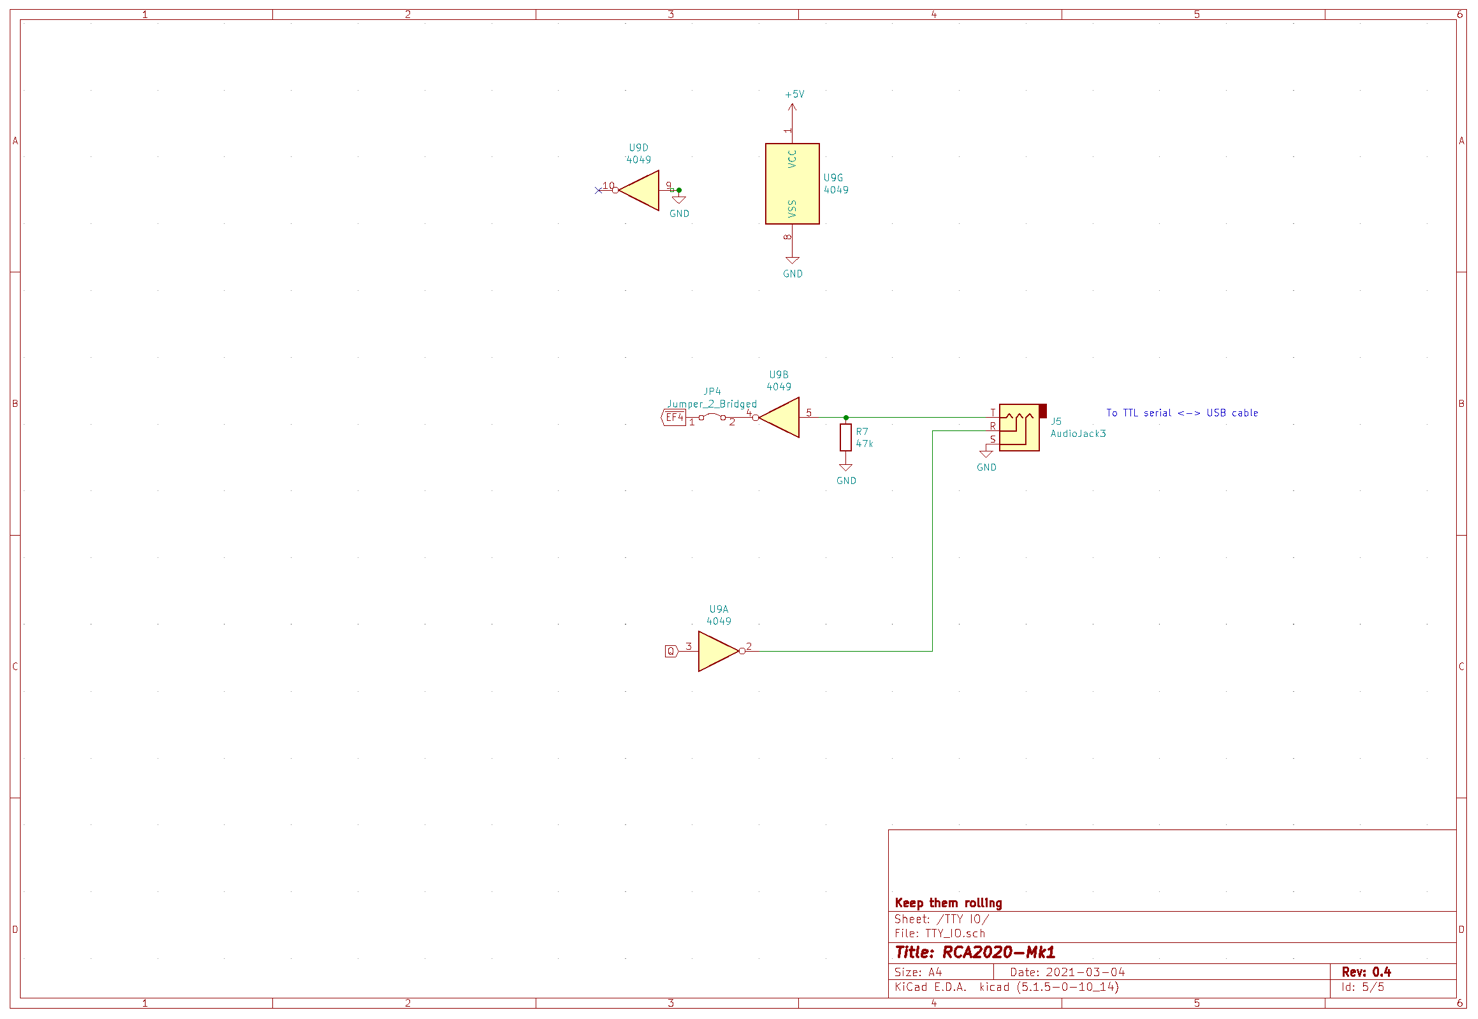 1 2 3 4 5 6
A A
+5V
1
VCC
U9D
4049
10 9
GND
U9G
4049
VSS
8
GND
B B
U9B
4049
JP4
Jumper_2_Bridged
EF4
1 2 4 5
R7
47k
GND
T
R
S
J5
AudioJack3
GND
To TTL serial <-> USB cable
C C
U9A
4049
Q 3 2
D D
Keep them rolling
Sheet: /TTY IO/
File: TTY_IO.sch
Title: RCA2020-Mk1
Size: A4 Date: 2021-03-04 Rev: 0.4
KiCad E.D.A. kicad (5.1.5-0-10_14) Id: 5/5
1 2 3 4 5 6